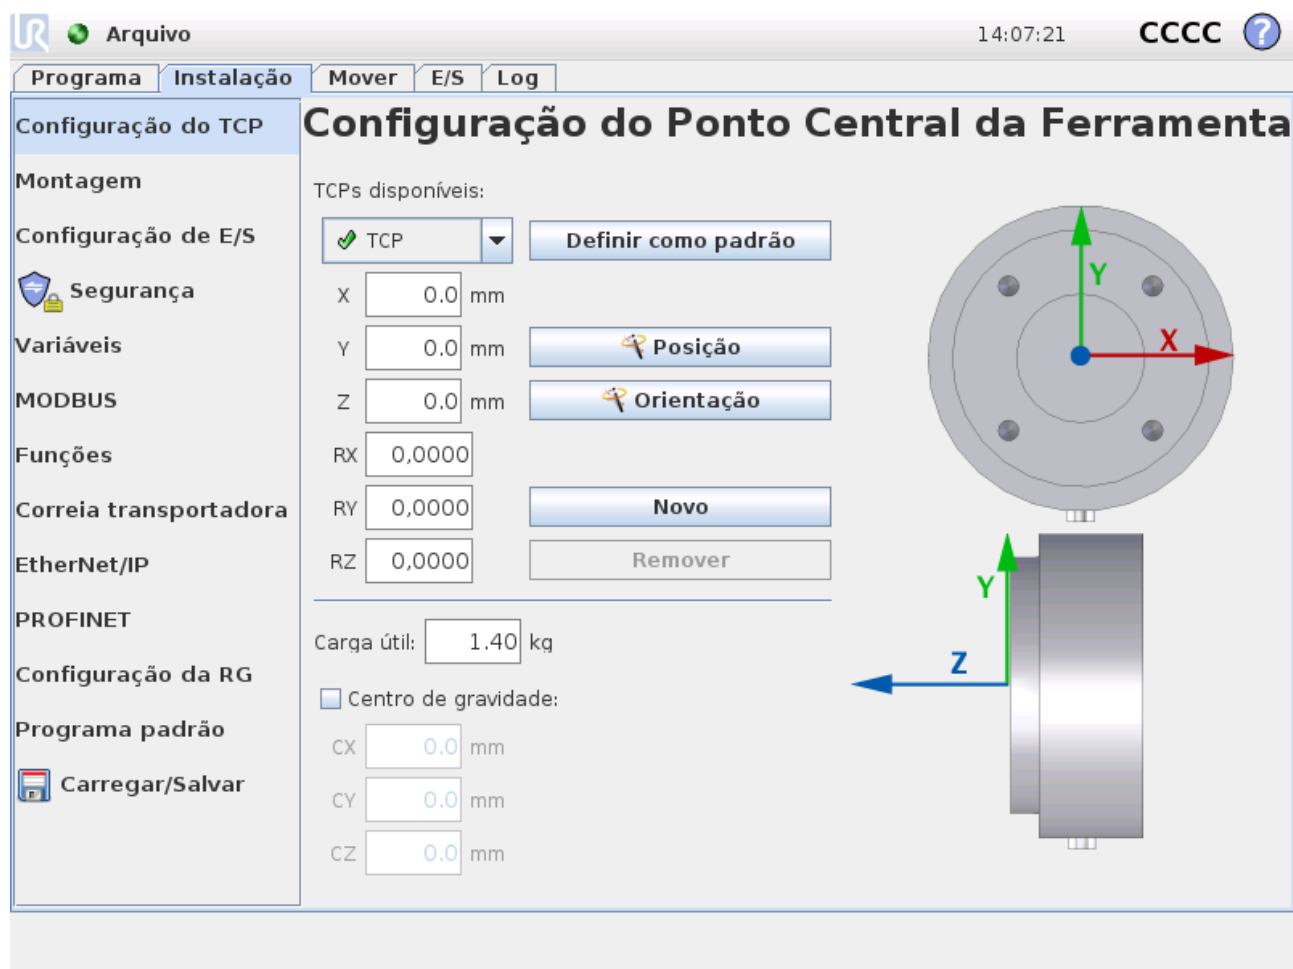 UR Arquivo 14:07:21 CCCC ?
Programa Instalação Mover E/S Log
Configuração do TCP
Montagem
Configuração de E/S
Segurança
Variáveis
MODBUS
Funções
Correia transportadora
EtherNet/IP
PROFINET
Configuração da RG
Programa padrão
Carregar/Salvar
Configuração do Ponto Central da Ferramenta
TCPs disponíveis:
TCP Definir como padrão
X 0.0 mm
Y 0.0 mm Posição
Z 0.0 mm Orientação
RX 0,0000
RY 0,0000 Novo
RZ 0,0000 Remover
Carga útil: 1.40 kg
Centro de gravidade:
CX 0.0 mm
CY 0.0 mm
CZ 0.0 mm
Y
X
Y
Z